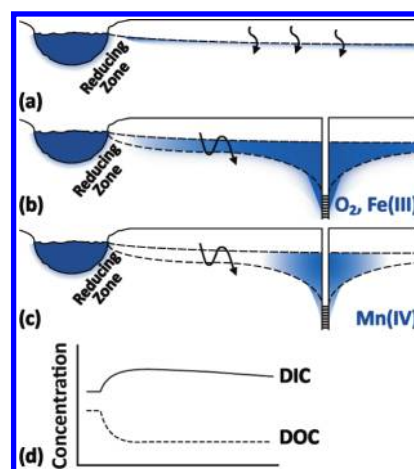 Reducing
Zone
(a)
Reducing
Zone
(b)
O₂, Fe(III)
Reducing
Zone
(c)
Mn(IV)
Concentration
DIC
DOC
(d)